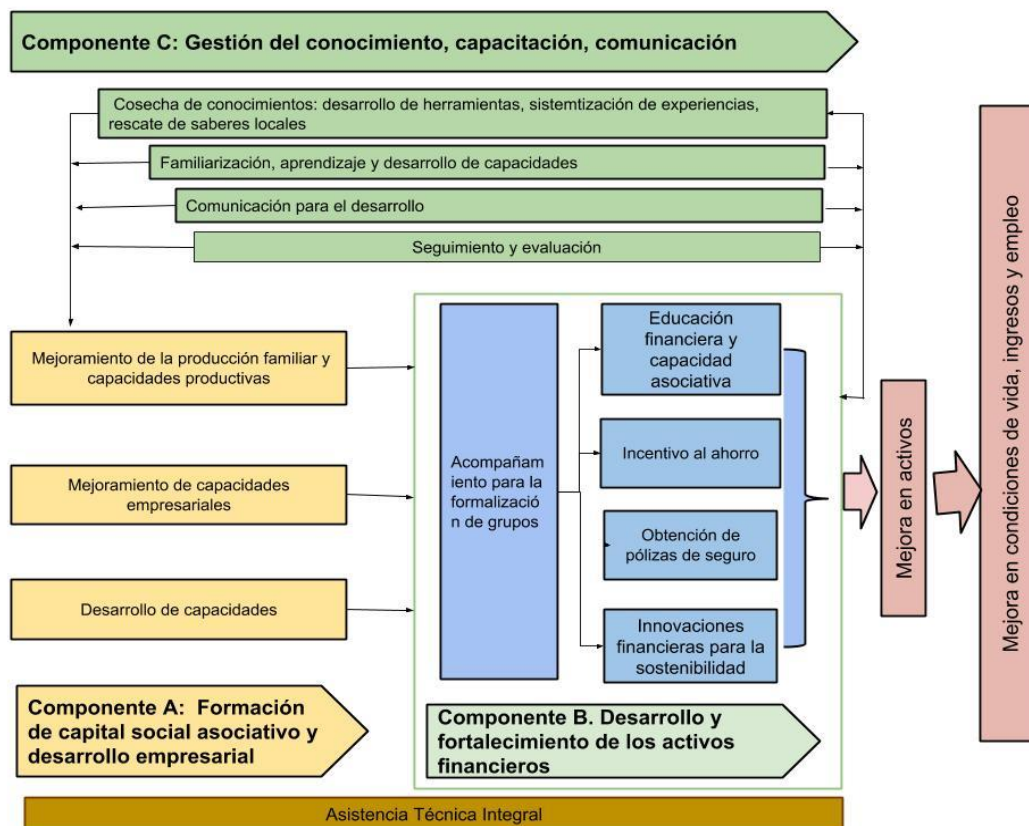 Componente C: Gestión del conocimiento, capacitación, comunicación
Cosecha de conocimientos: desarrollo de herramientas, sistemtización de experiencias,
rescate de saberes locales
Familiarización, aprendizaje y desarrollo de capacidades
Comunicación para el desarrollo
Seguimiento y evaluación
Mejoramiento de la producción familiar y
capacidades productivas
Mejoramiento de capacidades
empresariales
Desarrollo de capacidades
Componente A:  Formación
de capital social asociativo y
desarrollo empresarial
Acompañam
iento para la
formalizació
n de grupos
Educación
financiera y
capacidad
asociativa
Incentivo al ahorro
Obtención de
pólizas de seguro
Innovaciones
financieras para la
sostenibilidad
Componente B. Desarrollo y
fortalecimiento de los activos
financieros
Mejora en activos
Mejora en condiciones de vida, ingresos y empleo
Asistencia Técnica Integral